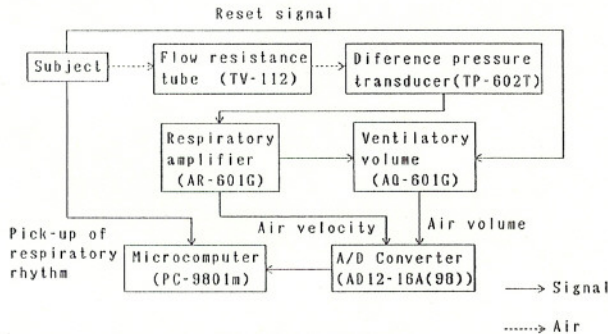 Reset signal
Subject
Flow resistance
tube (TV-112)
Diference pressure
transducer(TP-602T)
Respiratory
amplifier
(AR-601G)
Ventilatory
volume
(AQ-601G)
Air velocity
Air volume
Pick-up of
respiratory
rhythm
Microcomputer
(PC-9801m)
A/D Converter
(AD12-16A(98))
Signal
Air